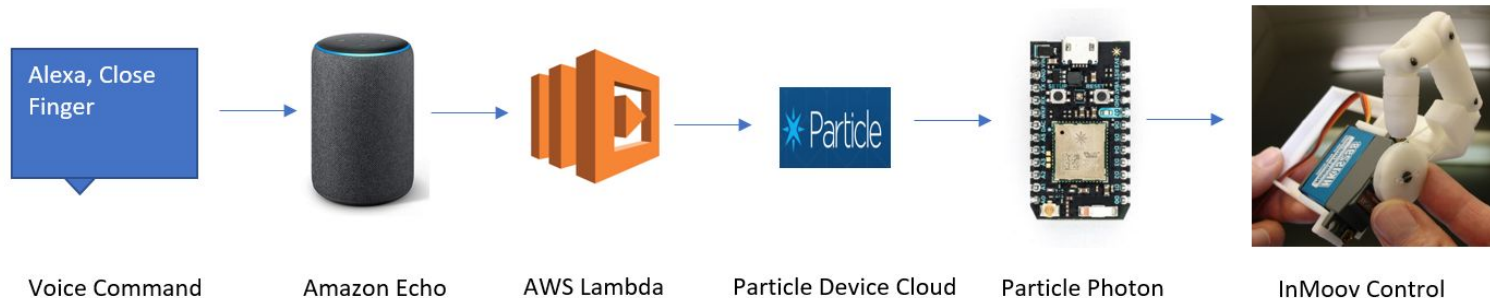 Alexa, Close
Finger
Particle
Voice Command
Amazon Echo
AWS Lambda
Particle Device Cloud
Particle Photon
InMoov Control